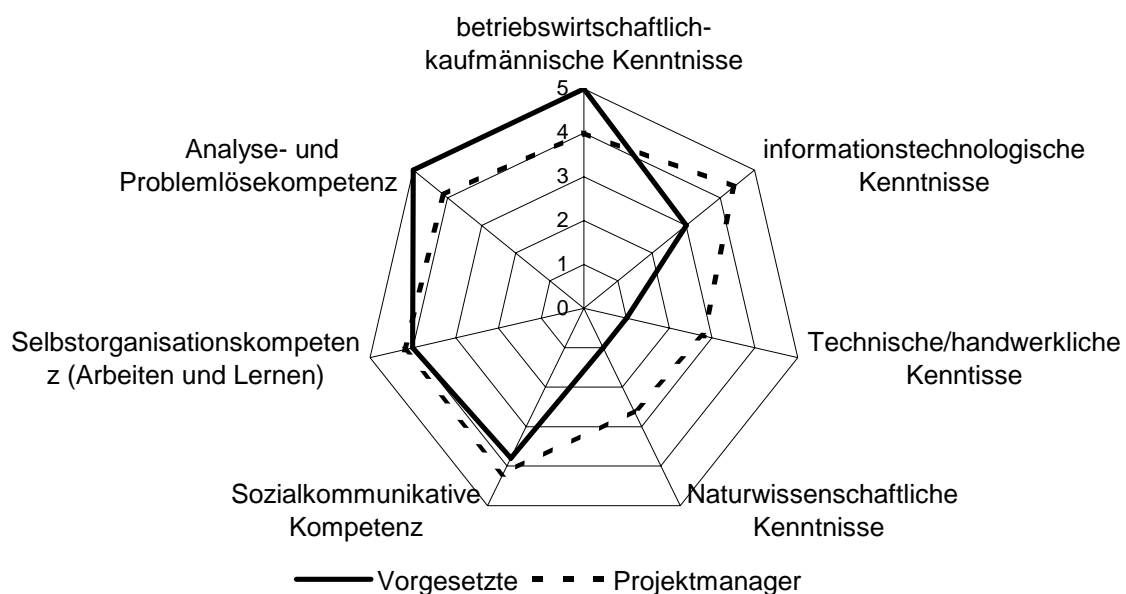 betriebswirtschaftlich-
kaufmännische Kenntnisse
5
4
3
2
1
0
informationstechnologische
Kenntnisse
Technische/handwerkliche
Kenntisse
Naturwissenschaftliche
Kenntnisse
Sozialkommunikative
Kompetenz
Selbstorganisationskompeten
z (Arbeiten und Lernen)
Analyse- und
Problemlösekompetenz
Vorgesetzte
Projektmanager